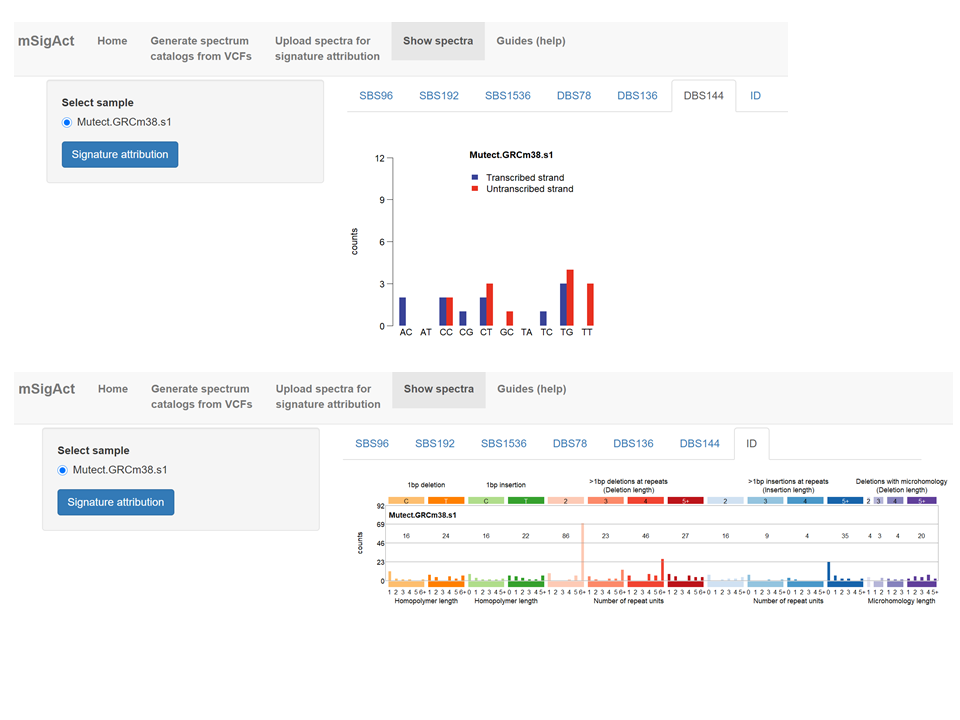 mSigAct Home Generate spectrum Upload spectra for Show spectra Guides (help)
catalogs from VCFs signature attribution
Select sample
Mutect.GRCm38.s1
Signature attribution
SBS96 SBS192 SBS1536 DBS78 DBS136 DBS144 ID
Mutect.GRCm38.s1
Transcribed strand
Untranscribed strand
counts
12
9
6
3
0
AC AT CC CG CT GC TA TC TG TT
mSigAct Home Generate spectrum Upload spectra for Show spectra Guides (help)
catalogs from VCFs signature attribution
Select sample
Mutect.GRCm38.s1
Signature attribution
SBS96 SBS192 SBS1536 DBS78 DBS136 DBS144 ID
1bp deletion 1bp insertion >1bp deletions at repeats >1bp insertions at repeats Deletions with microhomology
(Deletion length) (Insertion length) (Deletion length)
C T C T 2 3 4 5+ 2 3 4 5+ 2 3 4 5+
92
Mutect.GRCm38.s1
69
16 24 16 22 86 23 46 27 16 9 4 35 4 3 4 20
46
counts
23
0
1 2 3 4 5 6+ 1 2 3 4 5 6+ 0 1 2 3 4 5+ 0 1 2 3 4 5+ 1 2 3 4 5 6+ 1 2 3 4 5 6+ 1 2 3 4 5 6+ 1 2 3 4 5 6+ 0 1 2 3 4 5+ 0 1 2 3 4 5+ 0 1 2 3 4 5+ 0 1 2 3 4 5+ 1 1 2 1 2 3 1 2 3 4 5+
Homopolymer length Homopolymer length Number of repeat units Number of repeat units Microhomology length